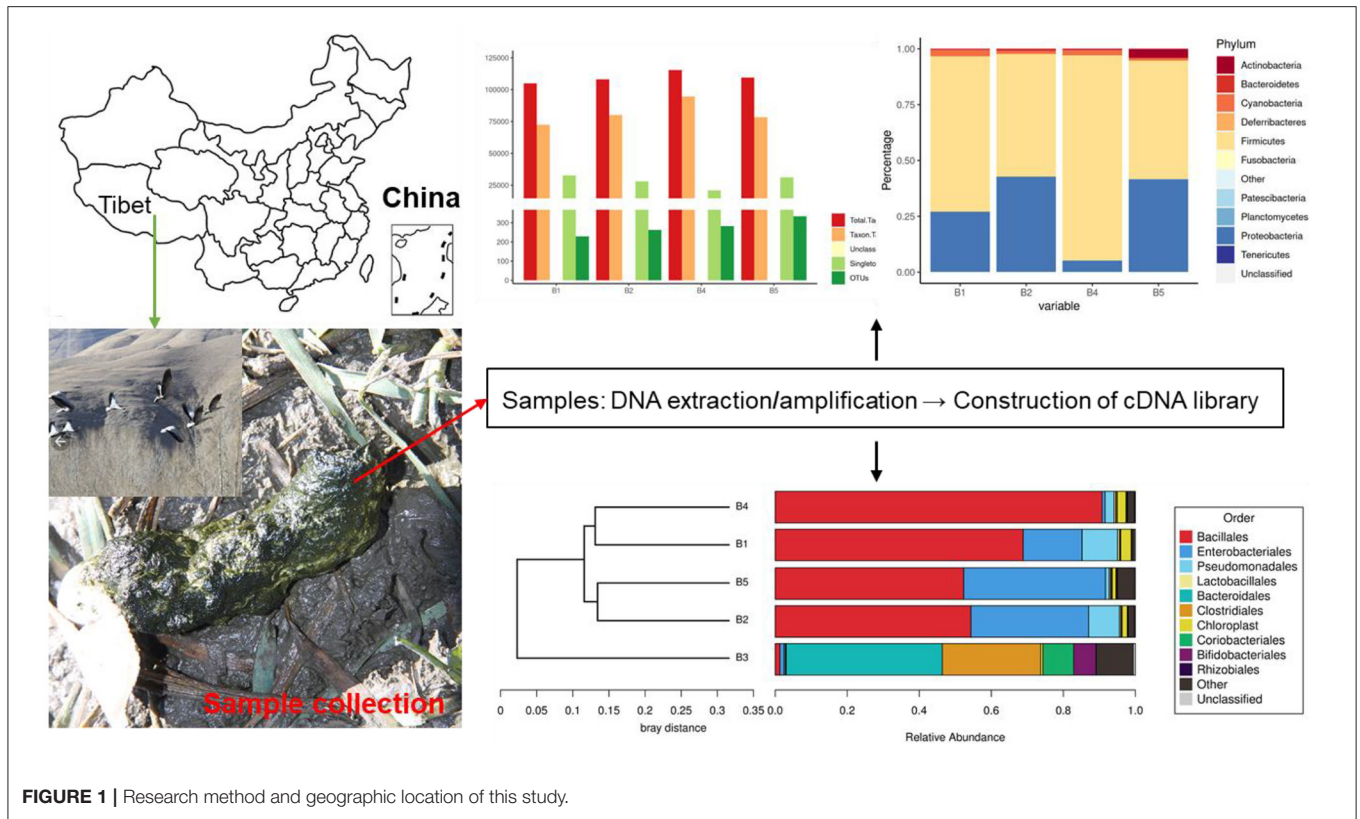 China
Tibet
Sample collection
125000
100000
75000
50000
25000
300
200
100
0
B1
B2
B4
B5
Total.Ta
Taxon.T
Unclass
Singleto
OTUs
Percentage
1.00
0.75
0.50
0.25
0.00
B1
B2
B4
B5
variable
Phylum
Actinobacteria
Bacteroidetes
Cyanobacteria
Deferribacteres
Firmicutes
Fusobacteria
Other
Patescibacteria
Planctomycetes
Proteobacteria
Tenericutes
Unclassified
Samples: DNA extraction/amplification → Construction of cDNA library
B4
B1
B5
B2
B3
0
0.05
0.1
0.15
0.2
0.25
0.3
0.35
bray distance
0.0
0.2
0.4
0.6
0.8
1.0
Relative Abundance
Order
Bacillales
Enterobacteriales
Pseudomonadales
Lactobacillales
Bacteroidales
Clostridiales
Chloroplast
Coriobacteriales
Bifidobacteriales
Rhizobiales
Other
Unclassified
FIGURE 1 | Research method and geographic location of this study.